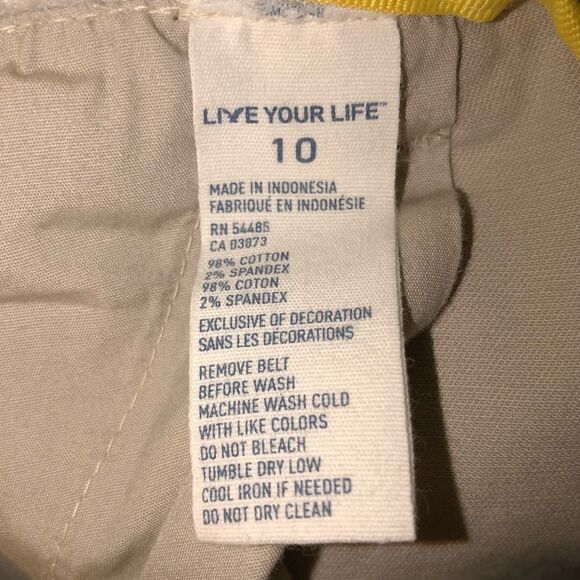 LIVE YOUR LIFE™
10
MADE IN INDONESIA
FABRIQUÉ EN INDONÉSIE
RN 54485
CA 03873
98% COTTON
2% SPANDEX
98% COTON
2% SPANDEX
EXCLUSIVE OF DECORATION
SANS LES DÉCORATIONS
REMOVE BELT
BEFORE WASH
MACHINE WASH COLD
WITH LIKE COLORS
DO NOT BLEACH
TUMBLE DRY LOW
COOL IRON IF NEEDED
DO NOT DRY CLEAN